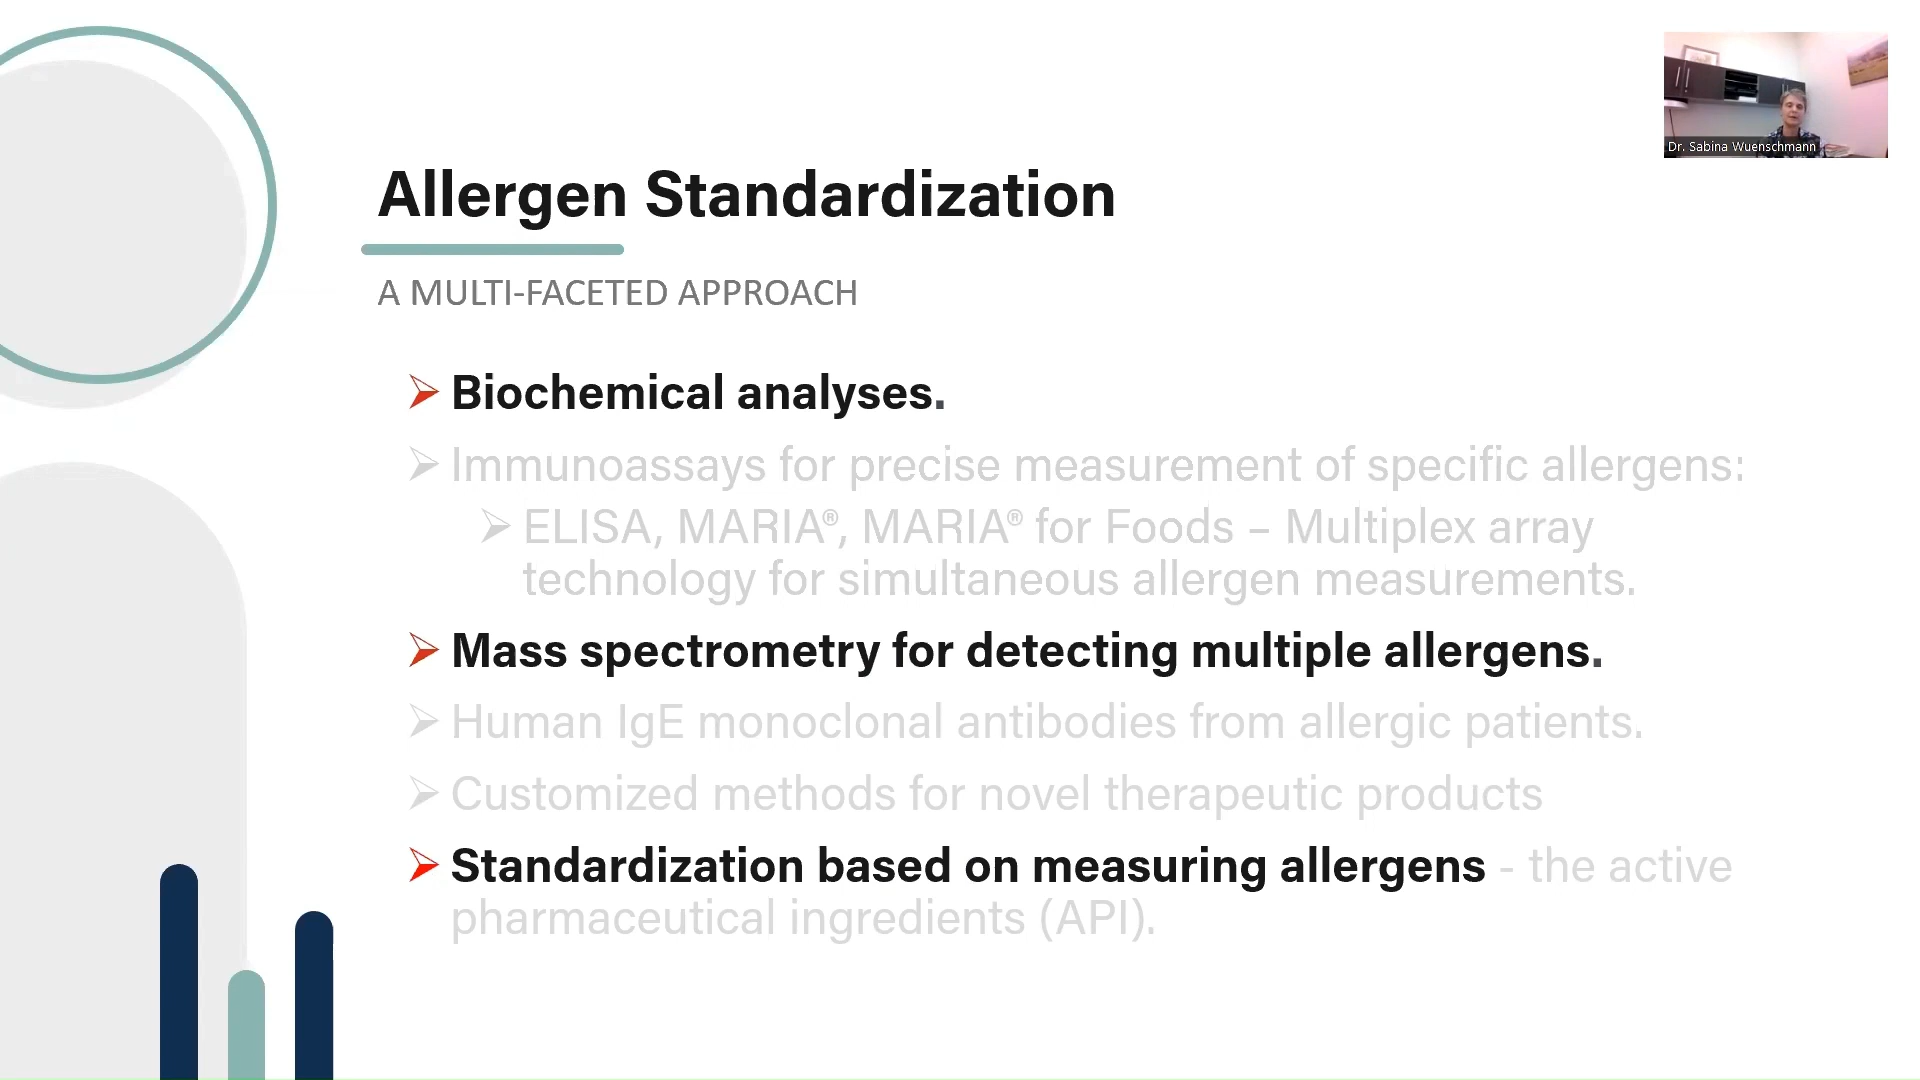 Dr. Sabina Wuenschmann
Allergen Standardization
A MULTI-FACETED APPROACH
➢ Biochemical analyses.
➢ Immunoassays for precise measurement of specific allergens:
➢ ELISA, MARIA®, MARIA® for Foods – Multiplex array
technology for simultaneous allergen measurements.
➢ Mass spectrometry for detecting multiple allergens.
➢ Human IgE monoclonal antibodies from allergic patients.
➢ Customized methods for novel therapeutic products
➢ Standardization based on measuring allergens - the active
pharmaceutical ingredients (API).